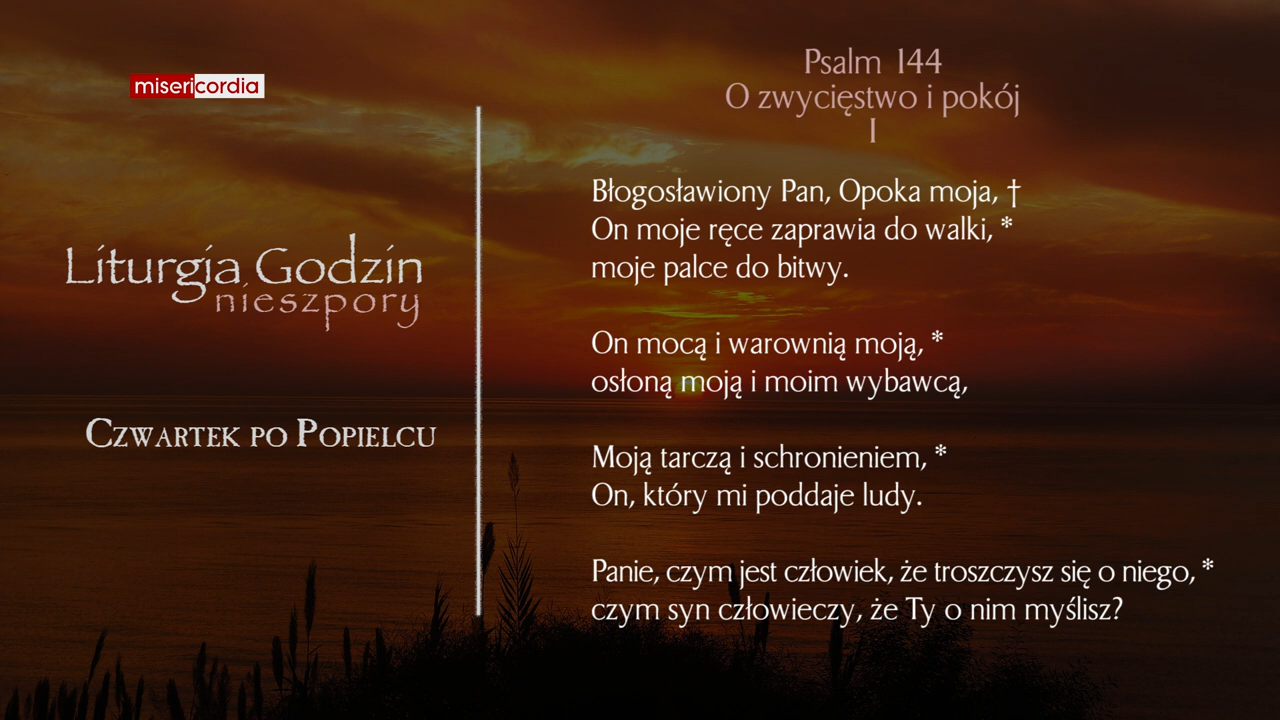 misericordia
Liturgia Godzin
nieszpory
Czwartek po Popielcu
Psalm 144
O zwycięstwo i pokój
I
Błogosławiony Pan, Opoka moja, †
On moje ręce zaprawia do walki, *
moje palce do bitwy.
On mocą i warownią moją, *
osłoną moją i moim wybawcą,
Moją tarczą i schronieniem, *
On, który mi poddaje ludy.
Panie, czym jest człowiek, że troszczysz się o niego, *
czym syn człowieczy, że Ty o nim myślisz?